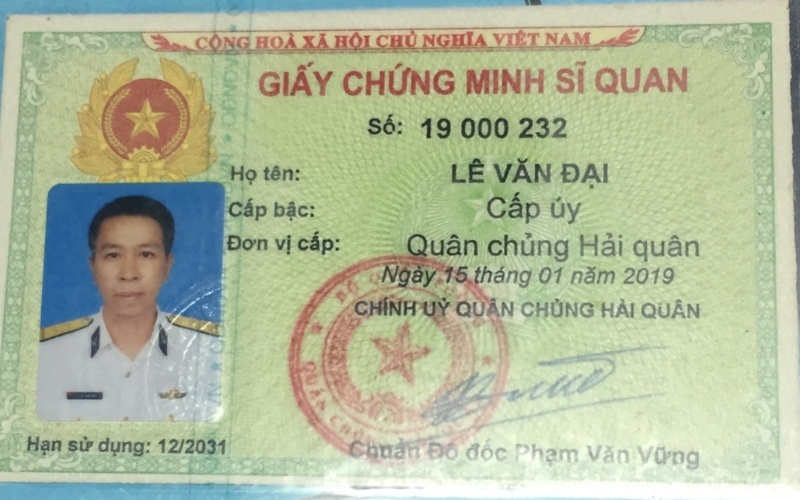 CỘNG HOÀ XÃ HỘI CHỦ NGHĨA VIỆT NAM
GIẤY CHỨNG MINH SĨ QUAN
Số: 19 000 232
Họ tên: LÊ VĂN ĐẠI
Cấp bậc: Cấp úy
Đơn vị cấp: Quân chủng Hải quân
Ngày 15 tháng 01 năm 2019
CHÍNH UỶ QUÂN CHỦNG HẢI QUÂN
Hạn sử dụng: 12/2031
Chuẩn Đô đốc Phạm Văn Vững